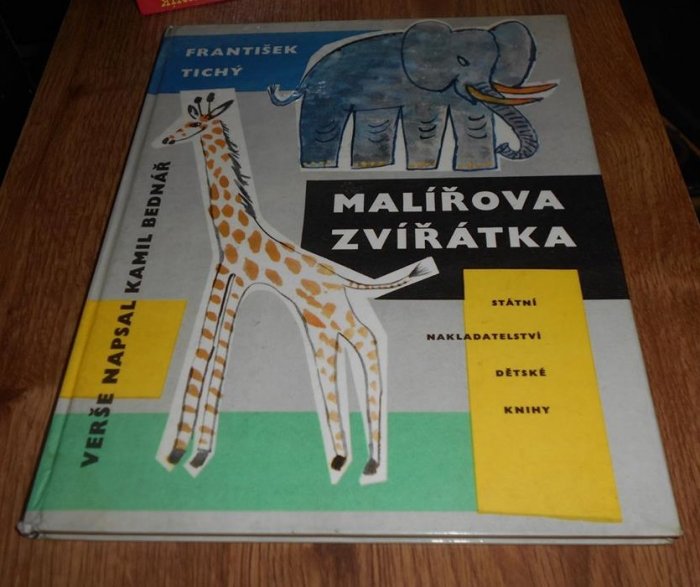 FRANTIŠEK
TICHÝ
VERŠE NAPSAL KAMIL BEDNÁŘ
MALÍŘOVA
ZVÍŘÁTKA
STÁTNÍ
NAKLADATELSTVÍ
DĚTSKÉ
KNIHY